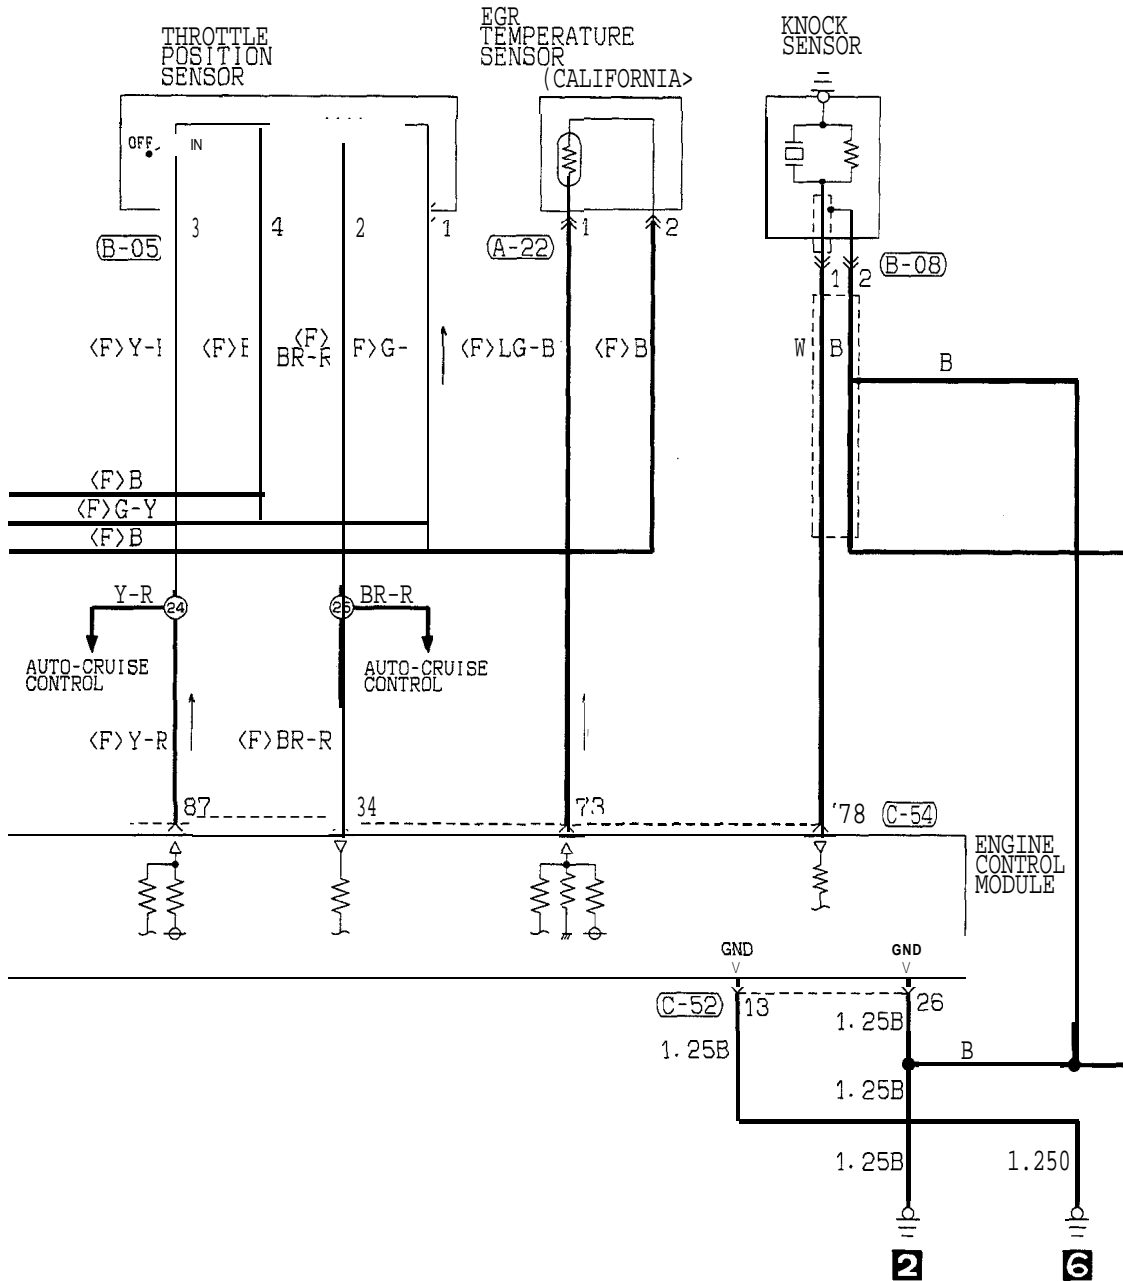 THROTTLE
POSITION
SENSOR
EGR
TEMPERATURE
SENSOR
(CALIFORNIA>
KNOCK
SENSOR
OFF
IN
3
4
2
1
B-05
A-22
1
2
1
2
B-08
<F>Y-
<F>
<F>
BR-R
F>G-
<F>LG-B
<F>B
W
B
B
<F>B
<F>G-Y
<F>B
Y-R
24
BR-R
AUTO-CRUISE
CONTROL
AUTO-CRUISE
CONTROL
<F>Y-R
<F>BR-R
87
34
73
'78
C-54
ENGINE
CONTROL
MODULE
GND
GND
C-52
13
26
1.25B
1.25B
B
1.25B
1.25B
1.250
2
6